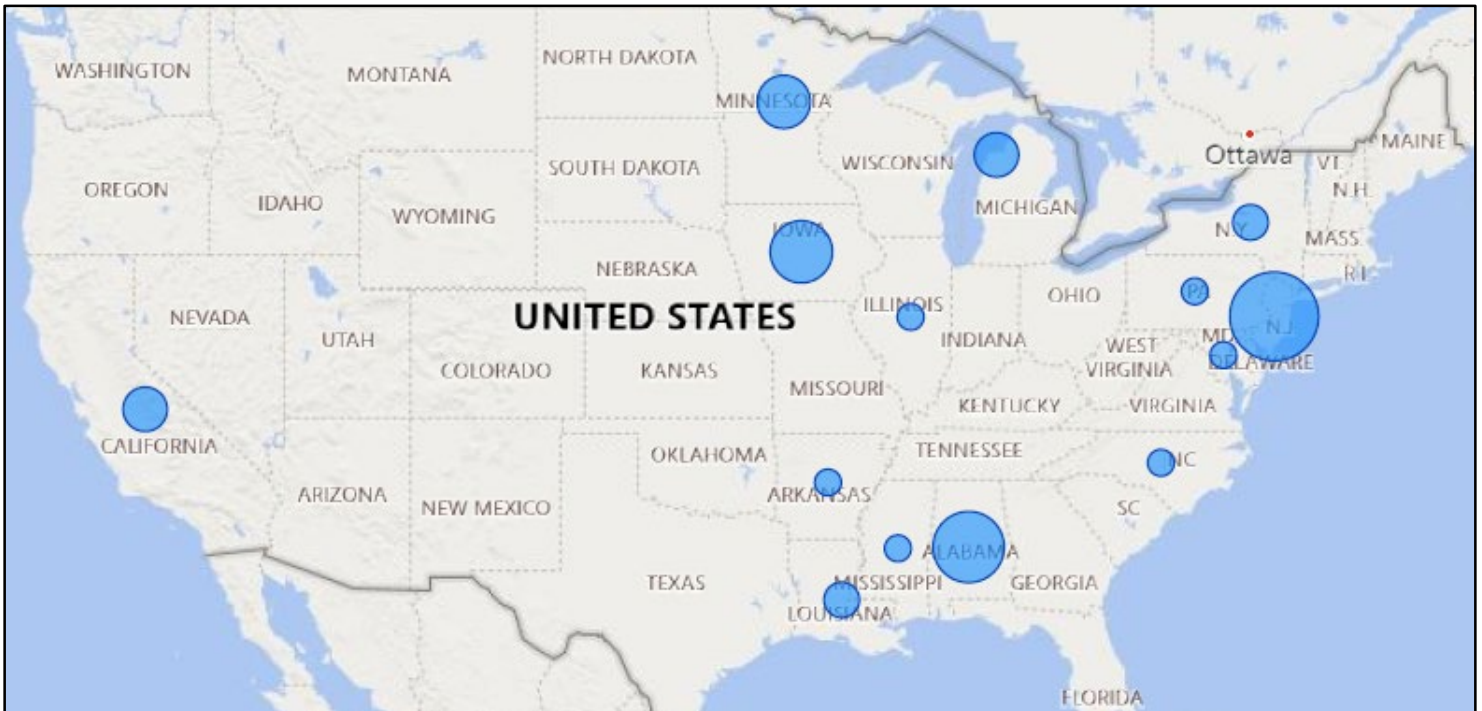 NORTH DAKOTA
WASHINGTON
MONTANA
MINNESOTA
MAINE
Ottawa
WISCONSIN
VT.
SOUTH DAKOTA
OREGON
N.H.
IDAHO
MICHIGAN
WYOMING
IOWA
N.Y.
MASS.
NEBRASKA
R.I.
OHIO
PA
ILLINOIS
UNITED STATES
NEVADA
N.J.
UTAH
INDIANA
MD
WEST
VIRGINIA
DELAWARE
COLORADO
KANSAS
MISSOURI
KENTUCKY
VIRGINIA
CALIFORNIA
OKLAHOMA
TENNESSEE
NC
ARIZONA
ARKANSAS
NEW MEXICO
SC
ALABAMA
TEXAS
MISSISSIPPI
GEORGIA
LOUISIANA
FLORIDA